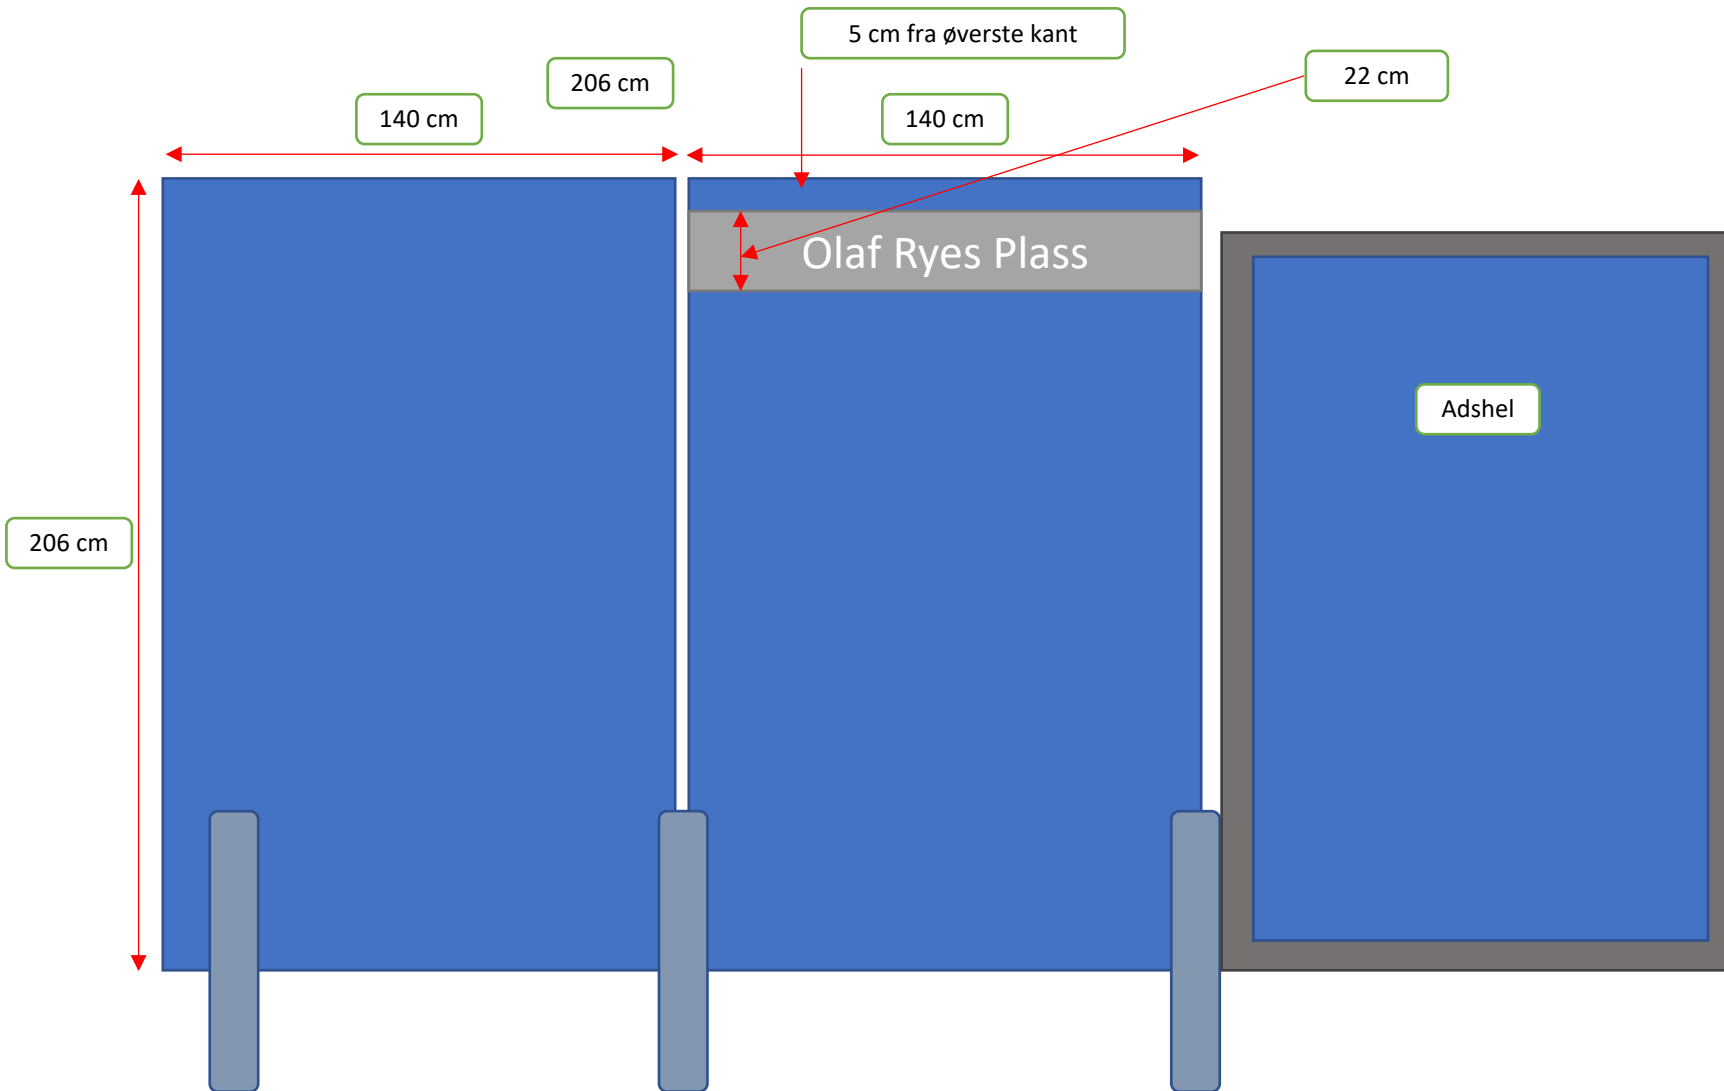 5 cm fra øverste kant
206 cm
22 cm
140 cm
140 cm
Olaf Ryes Plass
Adshel
206 cm